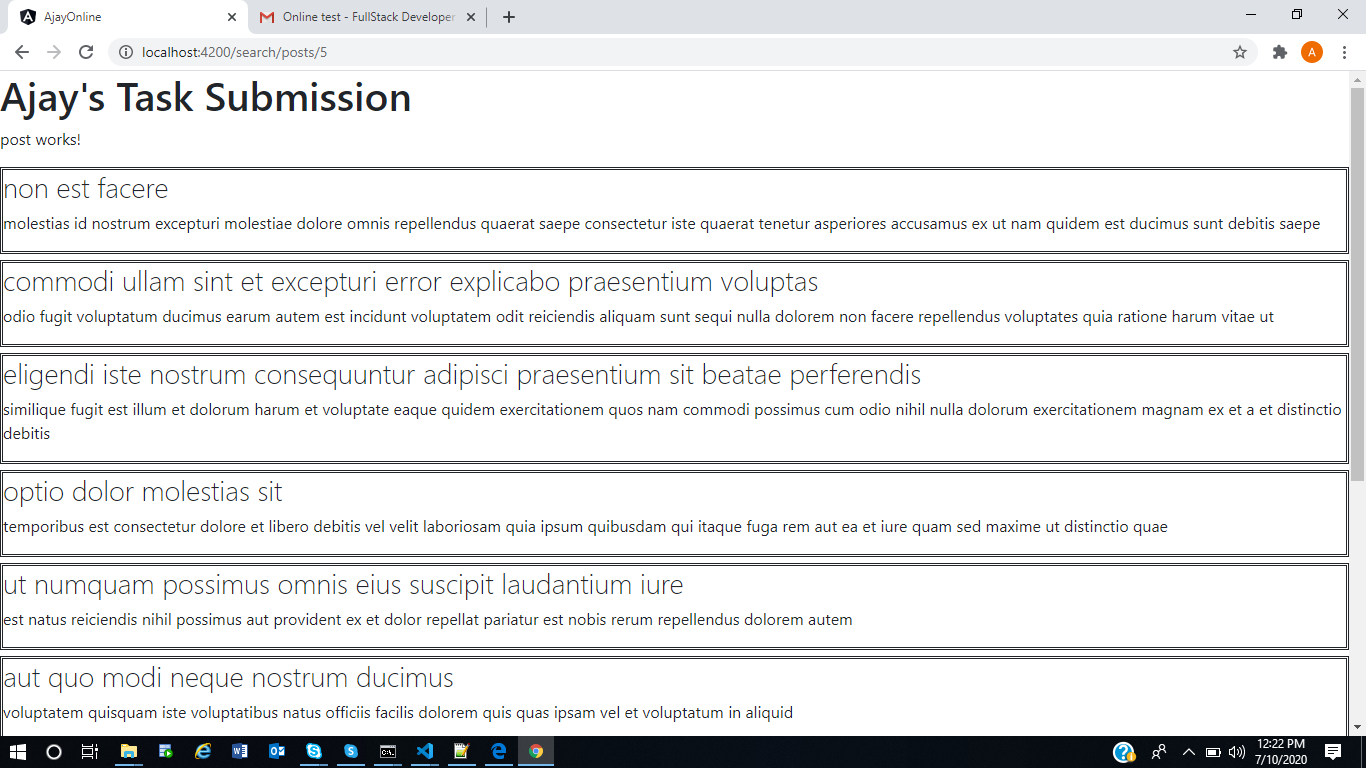 AjayOnline
Online test - FullStack Developer
localhost:4200/search/posts/5
A
Ajay's Task Submission
post works!
non est facere
molestias id nostrum excepturi molestiae dolore omnis repellendus quaerat saepe consectetur iste quaerat tenetur asperiores accusamus ex ut nam quidem est ducimus sunt debitis saepe
commodi ullam sint et excepturi error explicabo praesentium voluptas
odio fugit voluptatum ducimus earum autem est incidunt voluptatem odit reiciendis aliquam sunt sequi nulla dolorem non facere repellendus voluptates quia ratione harum vitae ut
eligendi iste nostrum consequuntur adipisci praesentium sit beatae perferendis
similique fugit est illum et dolorum harum et voluptate eaque quidem exercitationem quos nam commodi possimus cum odio nihil nulla dolorum exercitationem magnam ex et a et distinctio
debitis
optio dolor molestias sit
temporibus est consectetur dolore et libero debitis vel velit laboriosam quia ipsum quibusdam qui itaque fuga rem aut ea et iure quam sed maxime ut distinctio quae
ut numquam possimus omnis eius suscipit laudantium iure
est natus reiciendis nihil possimus aut provident ex et dolor repellat pariatur est nobis rerum repellendus dolorem autem
aut quo modi neque nostrum ducimus
voluptatem quisquam iste voluptatibus natus officiis facilis dolorem quis quas ipsam vel et voluptatum in aliquid
12:22 PM
7/10/2020